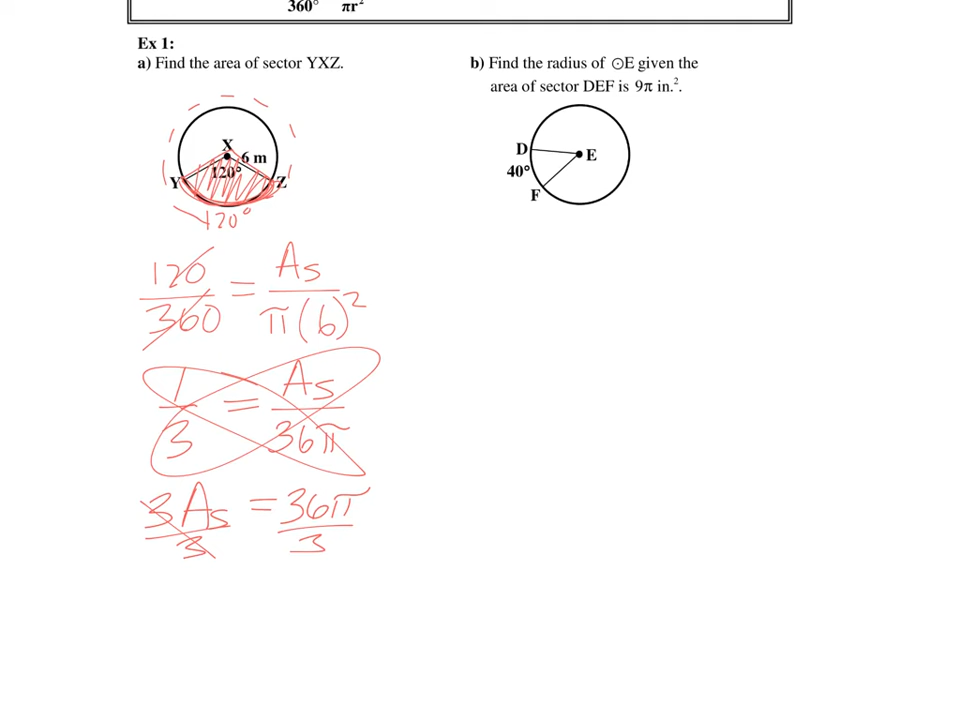 360° πr²
Ex 1:
a) Find the area of sector YXZ.
X
6 m
120°
Y
Z
120°
120/360 = As/π(6)²
1/3 = As/36π
3As/3 = 36π/3
b) Find the radius of ⊙E given the
area of sector DEF is 9π in.².
D
E
40°
F